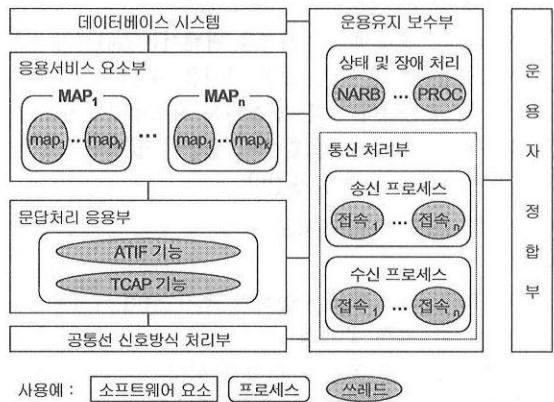 데이터베이스 시스템
응용서비스 요소부
MAP1 MAPn
map1 ... mapk ... map1 ... mapk
문답처리 응용부
ATIF 기능
TCAP 기능
공통선 신호방식 처리부
운용유지 보수부
상태 및 장애 처리
NARB ... PROC
통신 처리부
송신 프로세스
접속1 ... 접속n
수신 프로세스
접속1 ... 접속n
운용자 정합부
사용예 : 소프트웨어 요소 프로세스 쓰레드